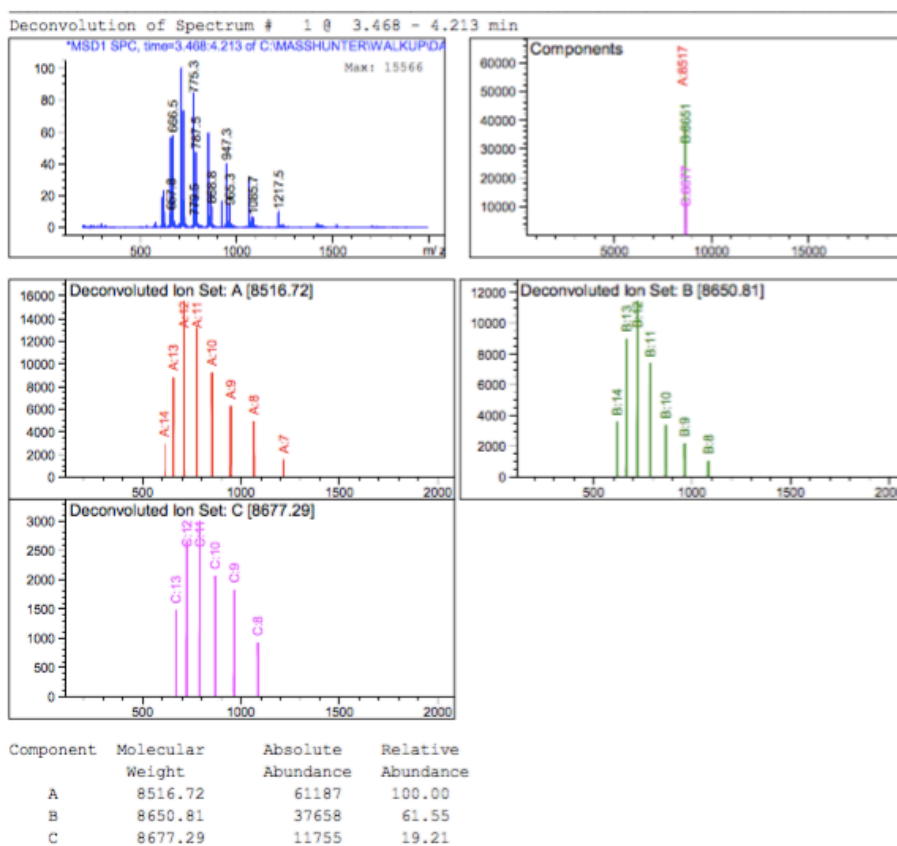 Deconvolution of Spectrum # 1 @ 3.468 - 4.213 min
*MSD1 SPC, time=3.468:4.213 of C:\MASSHUNTER\WALKUP\DA
Max: 15566
100
80
60
40
20
0
666.5
775.3
787.5
947.3
965.3
1085.7
1217.5
500
1000
1500
m/z
Components
60000
50000
40000
30000
20000
10000
A:8517
B:8651
5000
10000
15000
Deconvoluted Ion Set: A [8516.72]
16000
14000
12000
10000
8000
6000
4000
2000
0
A:14
A:13
A:12
A:11
A:10
A:9
A:8
A:7
500
1000
1500
2000
Deconvoluted Ion Set: B [8650.81]
12000
10000
8000
6000
4000
2000
0
B:14
B:13
B:12
B:11
B:10
B:9
B:8
500
1000
1500
2000
Deconvoluted Ion Set: C [8677.29]
3000
2500
2000
1500
1000
500
0
C:13
C:12
C:11
C:10
C:9
C:8
500
1000
1500
2000
Component Molecular Weight Absolute Abundance Relative Abundance
A 8516.72 61187 100.00
B 8650.81 37658 61.55
C 8677.29 11755 19.21